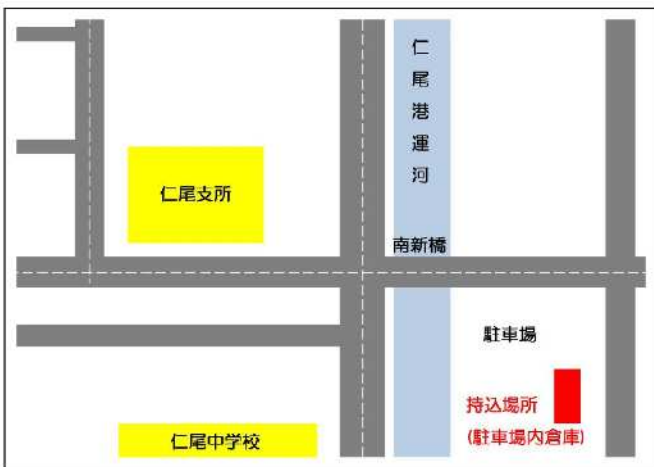 仁尾港運河
仁尾支所
南新橋
駐車場
持込場所
(駐車場内倉庫)
仁尾中学校